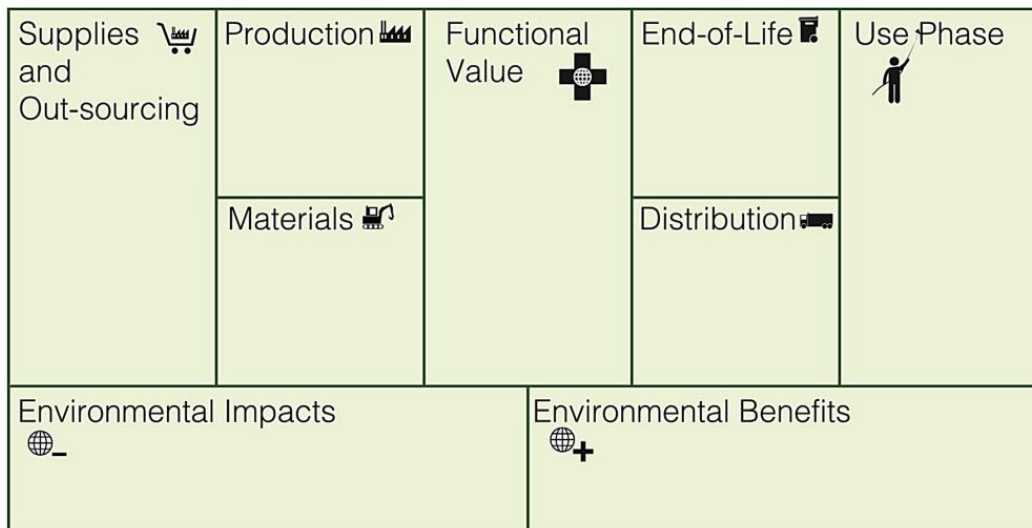 Supplies
and
Out-sourcing
Production
Materials
Functional
Value
End-of-Life
Distribution
Use Phase
Environmental Impacts
Environmental Benefits